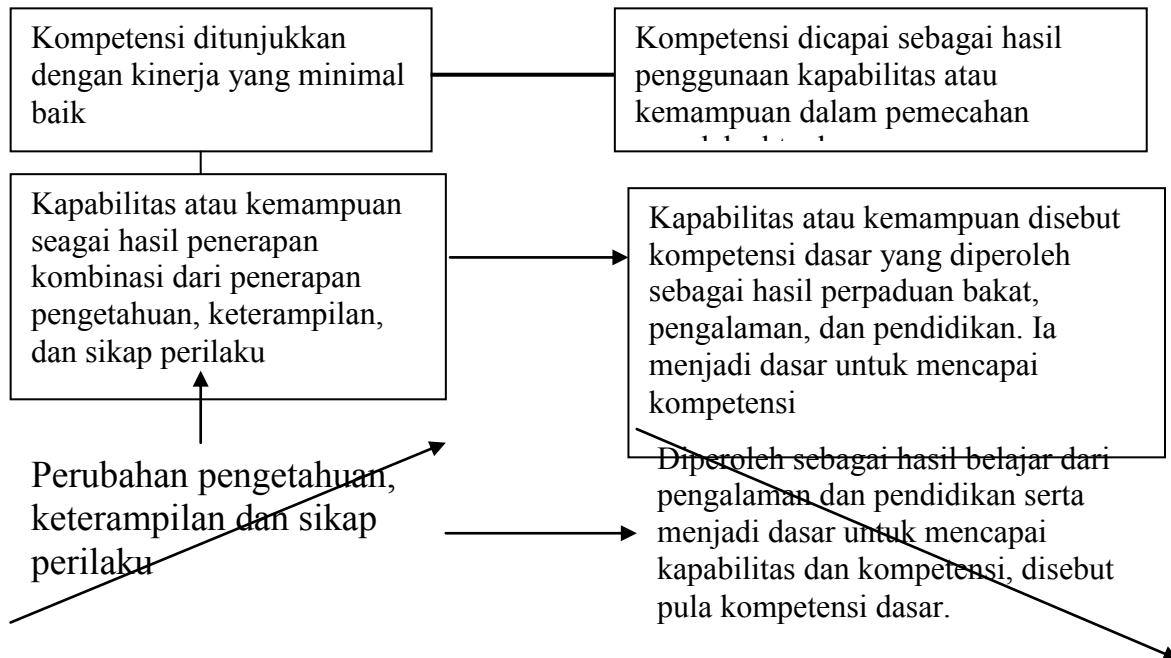 Kompetensi ditunjukkan
dengan kinerja yang minimal
baik
Kompetensi dicapai sebagai hasil
penggunaan kapabilitas atau
kemampuan dalam pemecahan
Kapabilitas atau kemampuan
seagai hasil penerapan
kombinasi dari penerapan
pengetahuan, keterampilan,
dan sikap perilaku
Kapabilitas atau kemampuan disebut
kompetensi dasar yang diperoleh
sebagai hasil perpaduan bakat,
pengalaman, dan pendidikan. Ia
menjadi dasar untuk mencapai
kompetensi
Perubahan pengetahuan,
keterampilan dan sikap
perilaku
Diperoleh sebagai hasil belajar dari
pengalaman dan pendidikan serta
menjadi dasar untuk mencapai
kapabilitas dan kompetensi, disebut
pula kompetensi dasar.